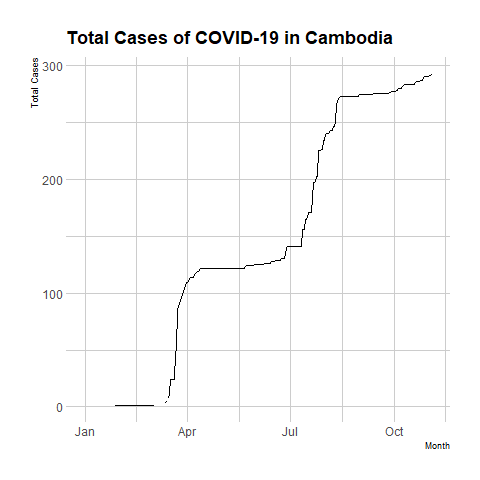 Total Cases of COVID-19 in Cambodia
Total Cases
300
200
100
0
Jan Apr Jul Oct
Month